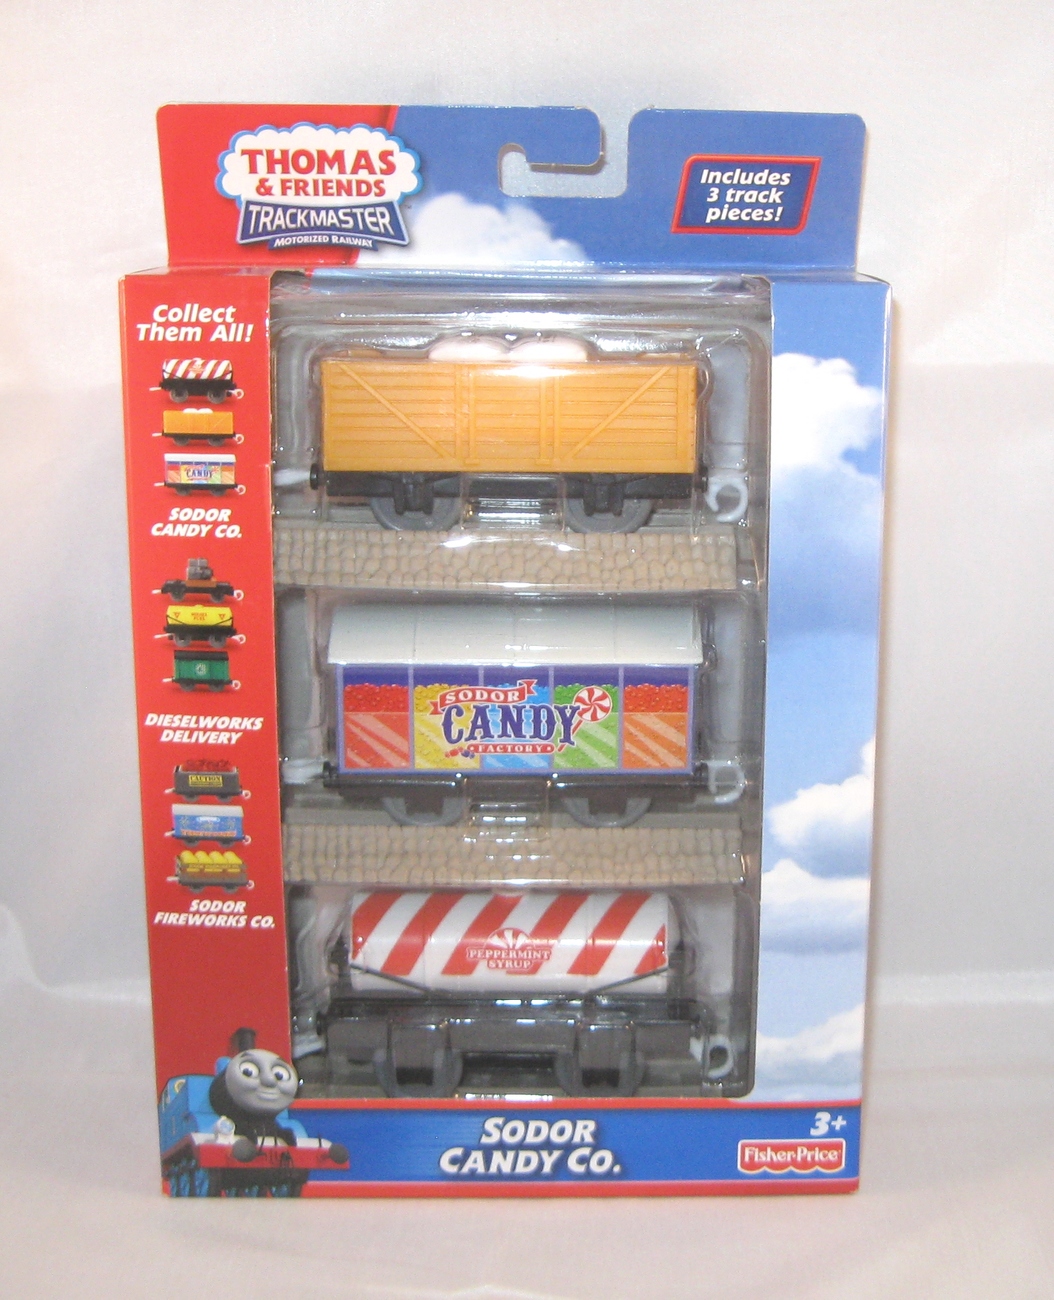 THOMAS
& FRIENDS
TRACKMASTER
MOTORIZED RAILWAY
Includes
3 track
pieces!
Collect
Them All!
CANDY
SODOR
CANDY CO.
DIESELWORKS
DELIVERY
CAUTION
SODOR
FIREWORKS CO.
SODOR
CANDY
FACTORY
PEPPERMINT
SYRUP
SODOR
CANDY CO.
3+
Fisher-Price